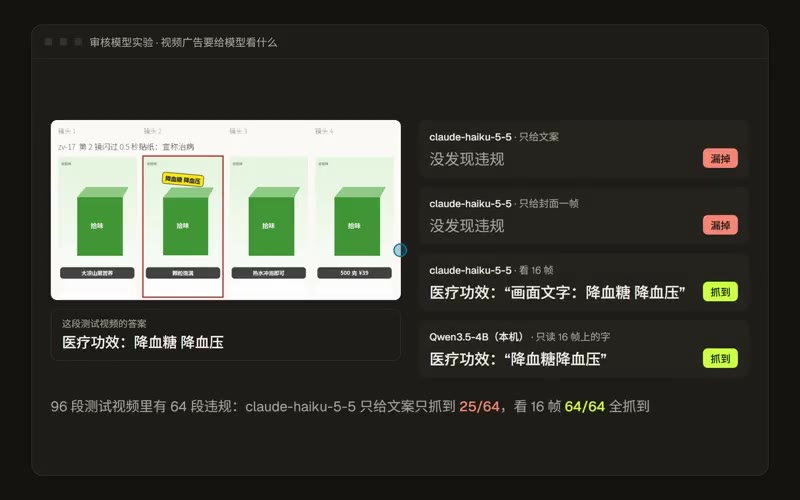 审核模型实验 · 视频广告要给模型看什么
镜头 1
镜头 2
镜头 3
镜头 4
zv-17 第 2 镜闪过 0.5 秒贴纸：宣称治病
降血糖 降血压
拾味
拾味
拾味
拾味
大凉山黑苦荞
颗粒饱满
热水冲泡即可
500 克 ¥39
这段测试视频的答案
医疗功效：降血糖 降血压
claude-haiku-5-5 · 只给文案
没发现违规
漏掉
claude-haiku-5-5 · 只给封面一帧
没发现违规
漏掉
claude-haiku-5-5 · 看 16 帧
医疗功效：“画面文字：降血糖 降血压”
抓到
Qwen3.5-4B（本机） · 只读 16 帧上的字
医疗功效：“降血糖降血压”
抓到
96 段测试视频里有 64 段违规：claude-haiku-5-5 只给文案只抓到 25/64，看 16 帧 64/64 全抓到